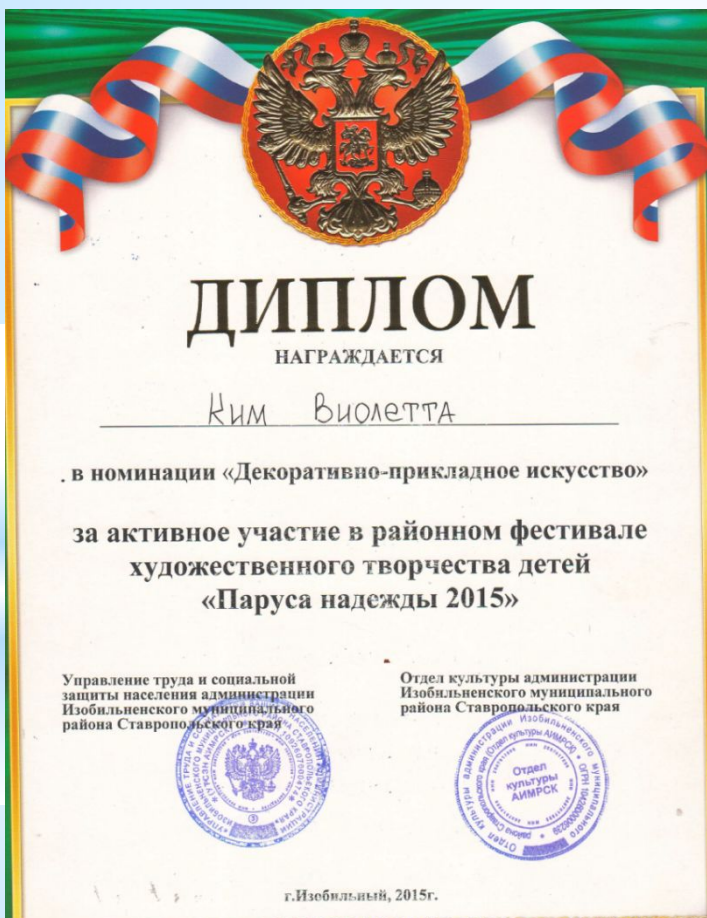 ДИПЛОМ
НАГРАЖДАЕТСЯ
Ким Виолетта
. в номинации «Декоративно-прикладное искусство»
за активное участие в районном фестивале
художественного творчества детей
«Паруса надежды 2015»
Управление труда и социальной
защиты населения администрации
Изобильненского муниципального
района Ставропольского края
Отдел культуры администрации
Изобильненского муниципального
района Ставропольского края
Отдел
культуры
АИМРСК
г.Изобильный, 2015г.